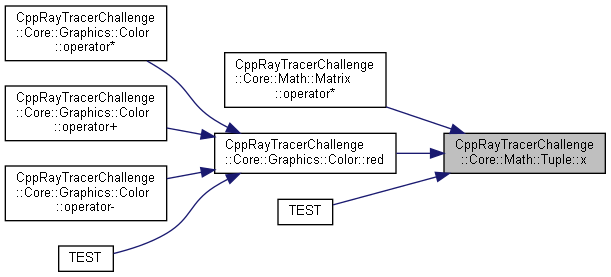 CppRayTracerChallenge
::Core::Graphics::Color
::operator*
CppRayTracerChallenge
::Core::Graphics::Color
::operator+
CppRayTracerChallenge
::Core::Graphics::Color
::operator-
TEST
CppRayTracerChallenge
::Core::Math::Matrix
::operator*
CppRayTracerChallenge
::Core::Graphics::Color::red
TEST
CppRayTracerChallenge
::Core::Math::Tuple::x